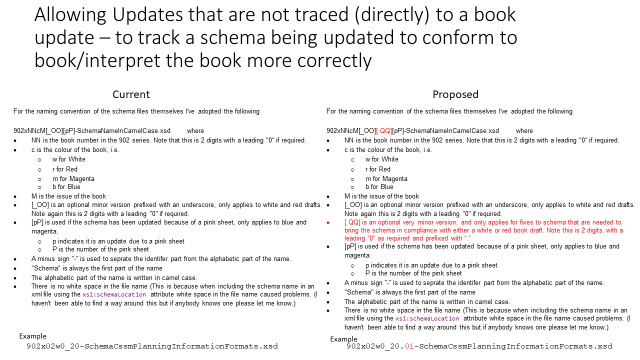 Allowing Updates that are not traced (directly) to a book
update – to track a schema being updated to conform to
book/interpret the book more correctly
Current
For the naming convention of the schema files themselves I've adopted the following
902xNNcM[_OO][pP]-SchemaNameInCamelCase.xsd where
• NN is the book number in the 902 series. Note that this is 2 digits with a leading "0" if required.
• c is the colour of the book, i.e.
o w for White
o r for Red
o m for Magenta
o b for Blue
• M is the issue of the book
• [_OO] is an optional minor version prefixed with an underscore, only applies to white and red drafts.
Note again this is 2 digits with a leading "0" if required.
• [pP] is used if the schema has been updated because of a pink sheet, only applies to blue and
magenta.
o p indicates it is an update due to a pink sheet
o P is the number of the pink sheet
• A minus sign "-" is used to seprate the identifer part from the alphabetic part of the name.
• "Schema" is always the first part of the name
• The alphabetic part of the name is written in camel case.
• There is no white space in the file name (This is because when including the schema name in an
xml file using the xsi:schemaLocation attribute white space in the file name caused problems. (I
haven't been able to find a way around this but if anybody knows one please let me know.)
Example
902x02w0_20-SchemaCssmPlanningInformationFormats.xsd
Proposed
For the naming convention of the schema files themselves I've adopted the following
902xNNcM[_OO][.QQ][pP]-SchemaNameInCamelCase.xsd where
• NN is the book number in the 902 series. Note that this is 2 digits with a leading "0" if required.
• c is the colour of the book, i.e.
o w for White
o r for Red
o m for Magenta
o b for Blue
• M is the issue of the book
• [_OO] is an optional minor version prefixed with an underscore, only applies to white and red drafts.
Note again this is 2 digits with a leading "0" if required.
• [.QQ] is an optional very minor version, and only applies for fixes to schema that are needed to
bring the schema in compliance with either a white or red book draft. Note this is 2 digits, with a
leading "0" as required and prefixed with "."
• [pP] is used if the schema has been updated because of a pink sheet, only applies to blue and
magenta.
o p indicates it is an update due to a pink sheet
o P is the number of the pink sheet
• A minus sign "-" is used to seprate the identifer part from the alphabetic part of the name.
• "Schema" is always the first part of the name
• The alphabetic part of the name is written in camel case.
• There is no white space in the file name (This is because when including the schema name in an
xml file using the xsi:schemaLocation attribute white space in the file name caused problems. (I
haven't been able to find a way around this but if anybody knows one please let me know.)
Example
902x02w0_20.01-SchemaCssmPlanningInformationFormats.xsd